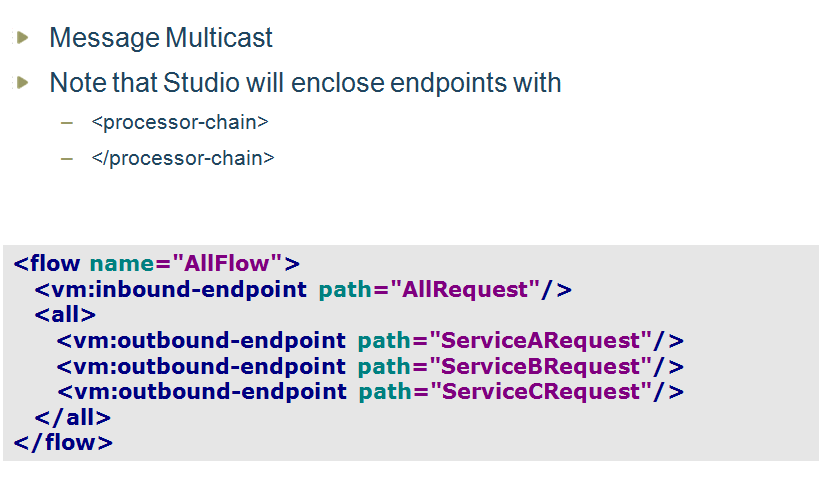 Message Multicast
Note that Studio will enclose endpoints with
– <processor-chain>
– </processor-chain>
<flow name="AllFlow">
<vm:inbound-endpoint path="AllRequest"/>
<all>
<vm:outbound-endpoint path="ServiceARequest"/>
<vm:outbound-endpoint path="ServiceBRequest"/>
<vm:outbound-endpoint path="ServiceCRequest"/>
</all>
</flow>